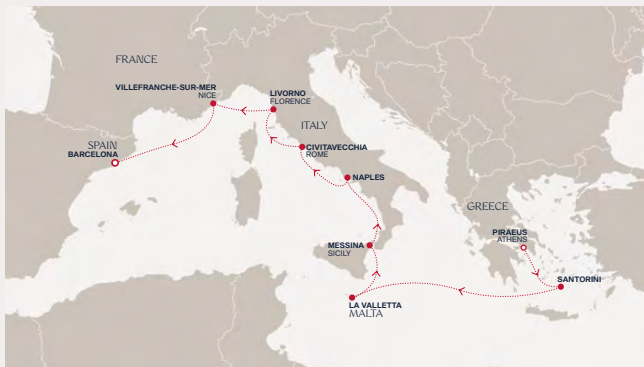 FRANCE
VILLEFRANCHE-SUR-MER
NICE
LIVORNO
FLORENCE
ITALY
SPAIN
BARCELONA
CIVITAVECCHIA
ROME
NAPLES
GREECE
PIRAEUS
ATHENS
MESSINA
SICILY
SANTORINI
LA VALLETTA
MALTA